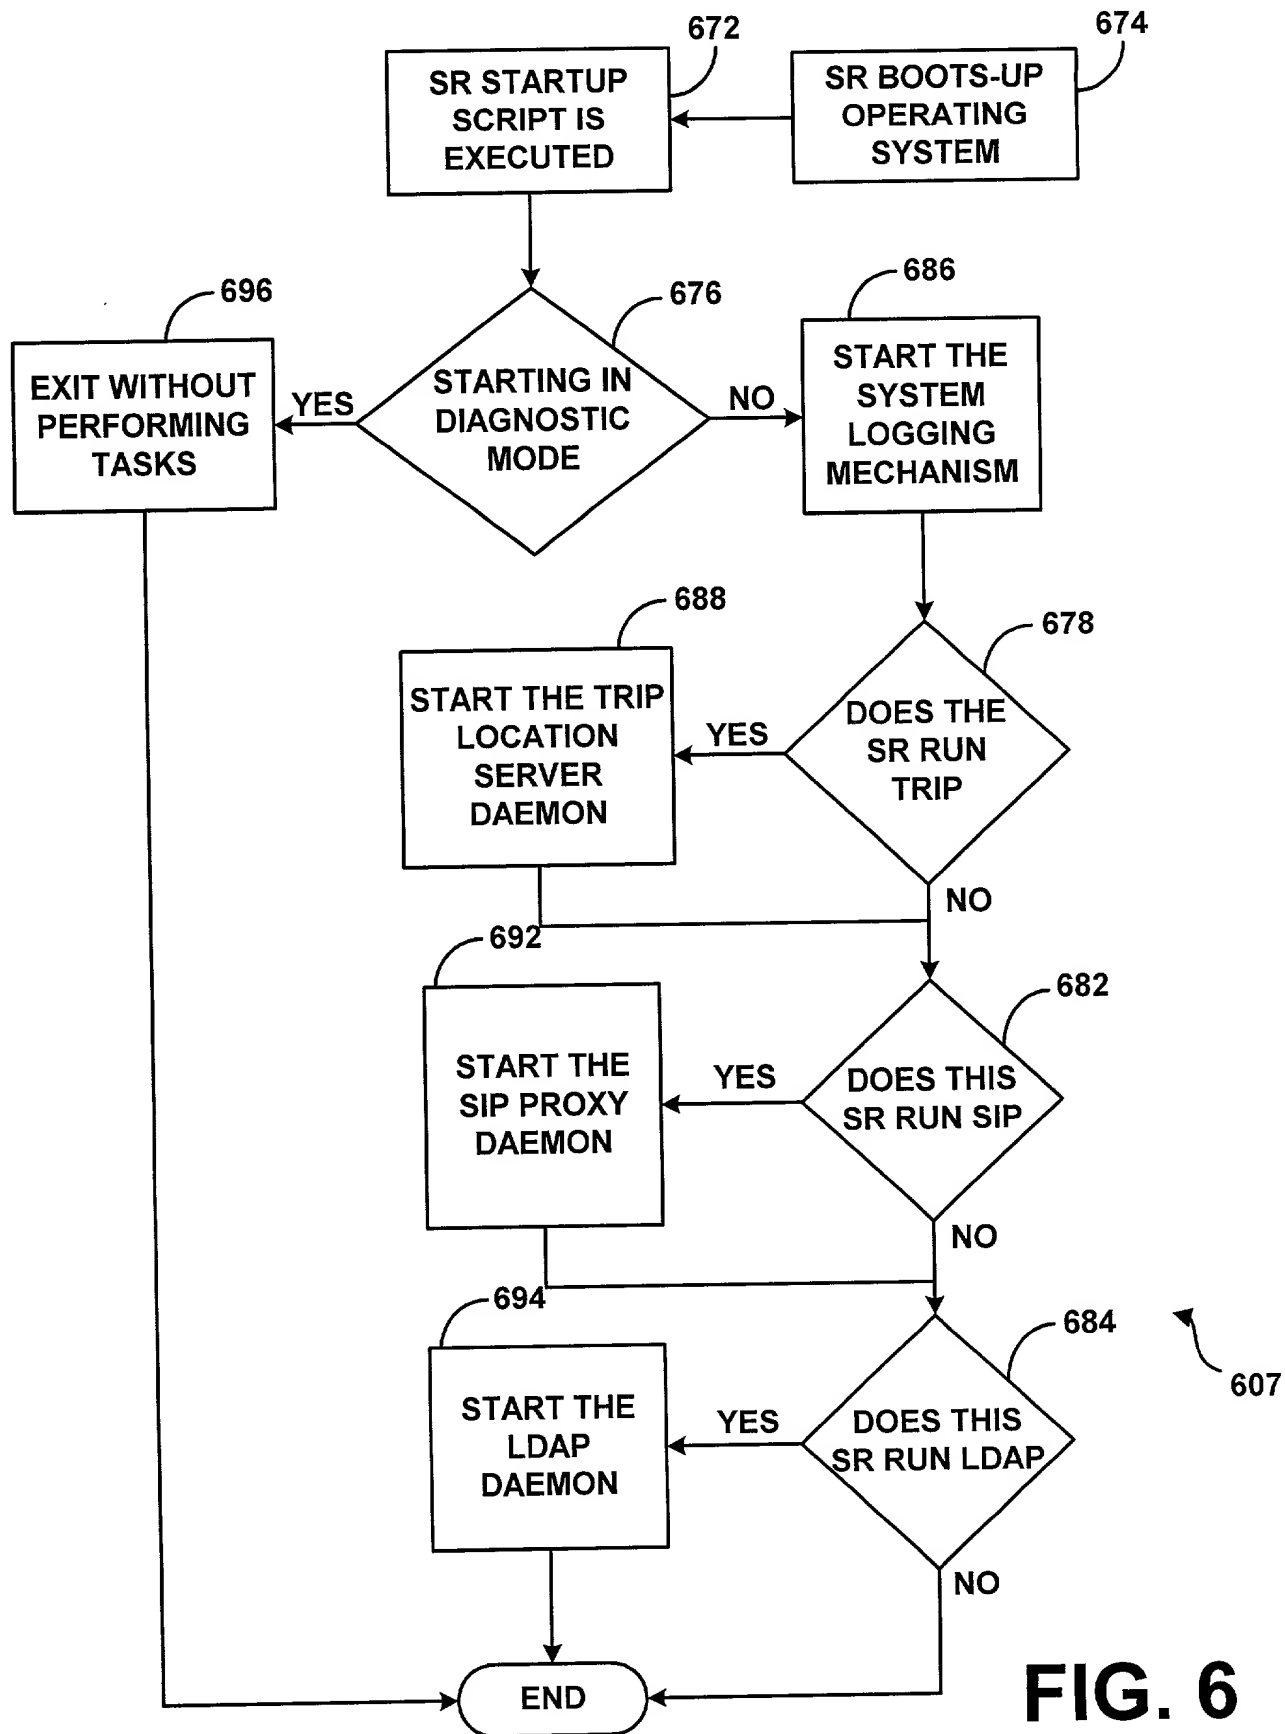 672
674
SR STARTUP
SCRIPT IS
EXECUTED
SR BOOTS-UP
OPERATING
SYSTEM
696
676
686
EXIT WITHOUT
PERFORMING
TASKS
YES
STARTING IN
DIAGNOSTIC
MODE
NO
START THE
SYSTEM
LOGGING
MECHANISM
688
678
START THE TRIP
LOCATION
SERVER
DAEMON
YES
DOES THE
SR RUN
TRIP
NO
692
682
START THE
SIP PROXY
DAEMON
YES
DOES THIS
SR RUN SIP
NO
694
684
607
START THE
LDAP
DAEMON
YES
DOES THIS
SR RUN LDAP
NO
END
FIG. 6